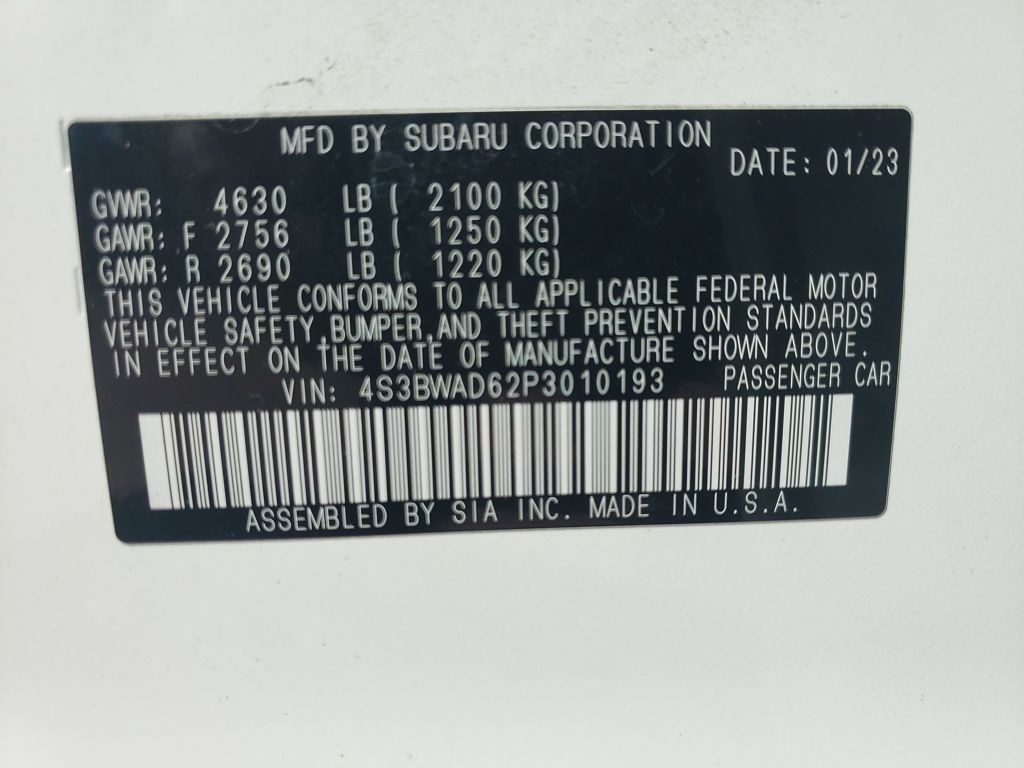 MFD BY SUBARU CORPORATION
DATE: 01/23
GVWR: 4630 LB ( 2100 KG)
GAWR: F 2756 LB ( 1250 KG)
GAWR: R 2690 LB ( 1220 KG)
THIS VEHICLE CONFORMS TO ALL APPLICABLE FEDERAL MOTOR
VEHICLE SAFETY,BUMPER,AND THEFT PREVENTION STANDARDS
IN EFFECT ON THE DATE OF MANUFACTURE SHOWN ABOVE.
VIN: 4S3BWAD62P3010193 PASSENGER CAR
ASSEMBLED BY SIA INC. MADE IN U.S.A.